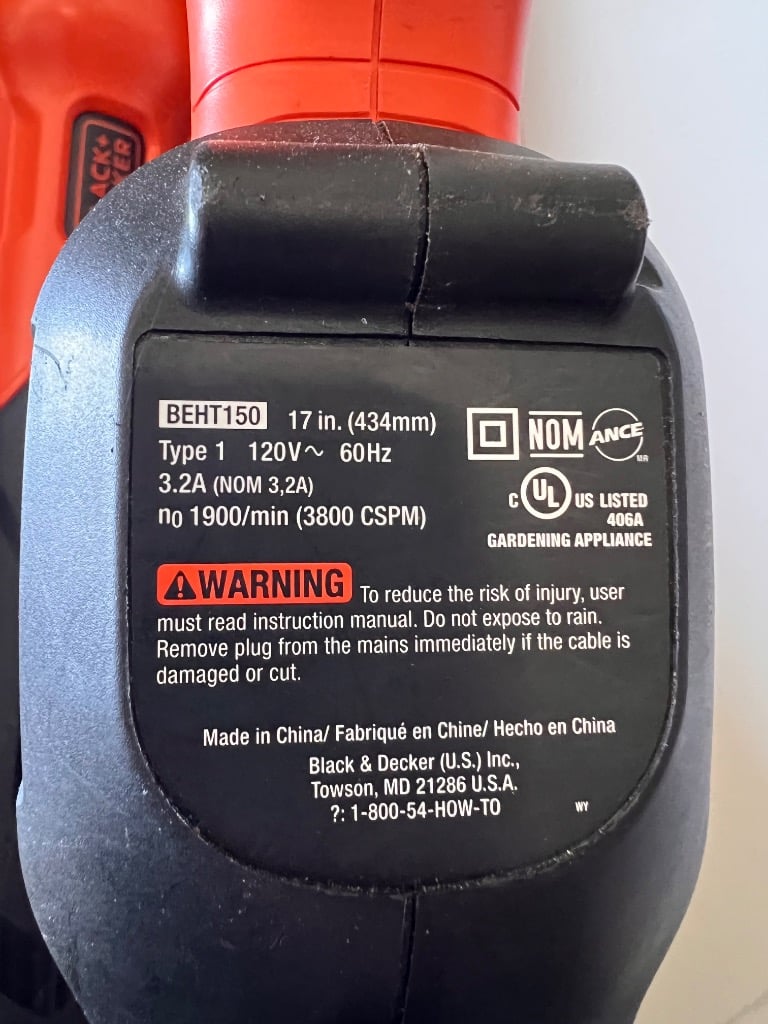 ACK+
KER
BEHT150 17 in. (434mm)
Type 1 120V~ 60Hz
3.2A (NOM 3,2A)
n₀ 1900/min (3800 CSPM)
NOM ANCE
MR
C UL US LISTED
406A
GARDENING APPLIANCE
WARNING To reduce the risk of injury, user
must read instruction manual. Do not expose to rain.
Remove plug from the mains immediately if the cable is
damaged or cut.
Made in China/ Fabriqué en Chine/ Hecho en China
Black & Decker (U.S.) Inc.,
Towson, MD 21286 U.S.A.
?: 1-800-54-HOW-TO
WY